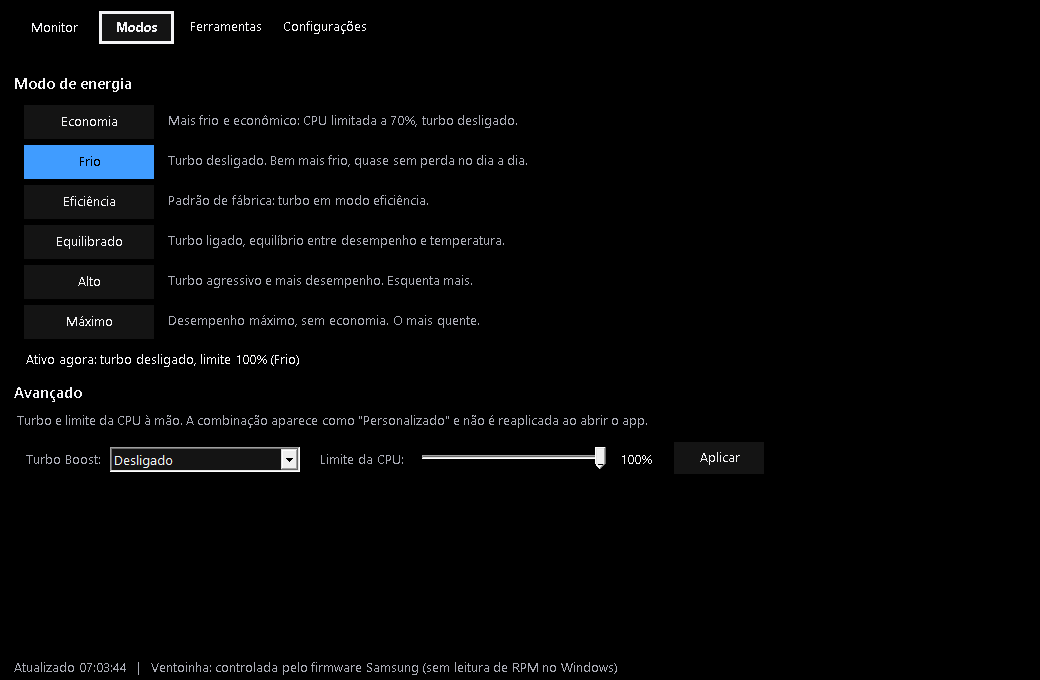 Monitor Modos Ferramentas Configurações
Modo de energia
Economia Mais frio e econômico: CPU limitada a 70%, turbo desligado.
Frio Turbo desligado. Bem mais frio, quase sem perda no dia a dia.
Eficiência Padrão de fábrica: turbo em modo eficiência.
Equilibrado Turbo ligado, equilíbrio entre desempenho e temperatura.
Alto Turbo agressivo e mais desempenho. Esquenta mais.
Máximo Desempenho máximo, sem economia. O mais quente.
Ativo agora: turbo desligado, limite 100% (Frio)
Avançado
Turbo e limite da CPU à mão. A combinação aparece como "Personalizado" e não é reaplicada ao abrir o app.
Turbo Boost: Desligado Limite da CPU: 100% Aplicar
Atualizado 07:03:44 | Ventoinha: controlada pelo firmware Samsung (sem leitura de RPM no Windows)